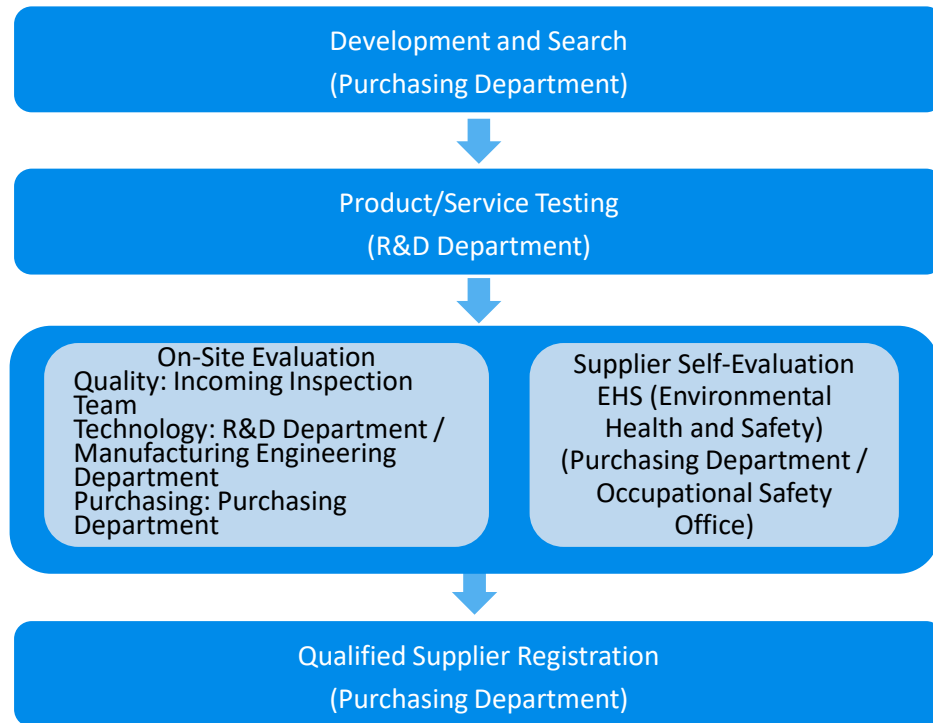 Development and Search
(Purchasing Department)
Product/Service Testing
(R&D Department)
On-Site Evaluation
Quality: Incoming Inspection
Team
Technology: R&D Department /
Manufacturing Engineering
Department
Purchasing: Purchasing
Department
Supplier Self-Evaluation
EHS (Environmental
Health and Safety)
(Purchasing Department /
Occupational Safety
Office)
Qualified Supplier Registration
(Purchasing Department)